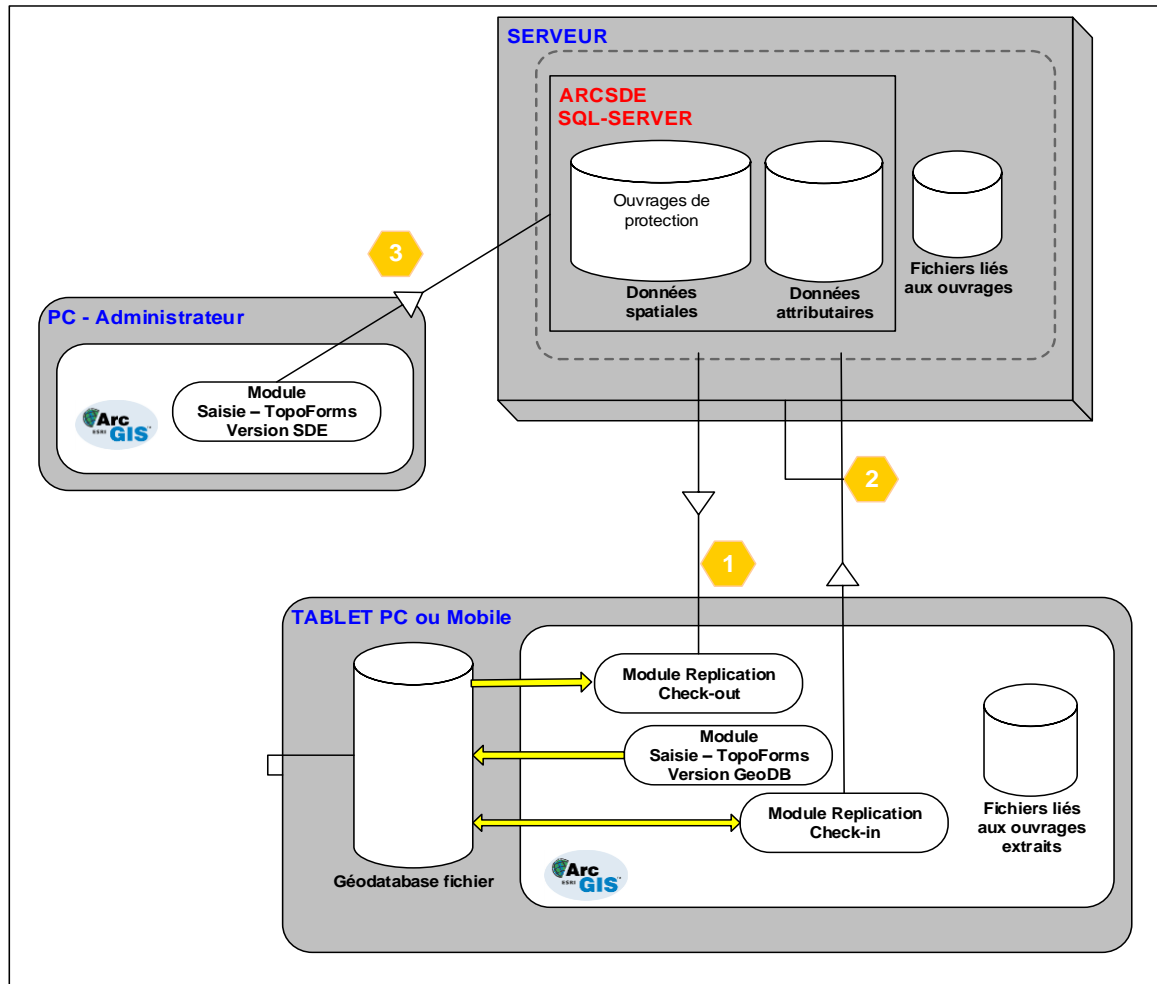 SERVEUR
ARCSDE
SQL-SERVER
Ouvrages de
protection
Données
spatiales
Données
attributaires
Fichiers liés
aux ouvrages
3
PC - Administrateur
Module
Saisie – TopoForms
Version SDE
Arc
ESRI
GIS
2
1
TABLET PC ou Mobile
Module Replication
Check-out
Module
Saisie – TopoForms
Version GeoDB
Module Replication
Check-in
Fichiers liés
aux ouvrages
extraits
Géodatabase fichier
Arc
ESRI
GIS